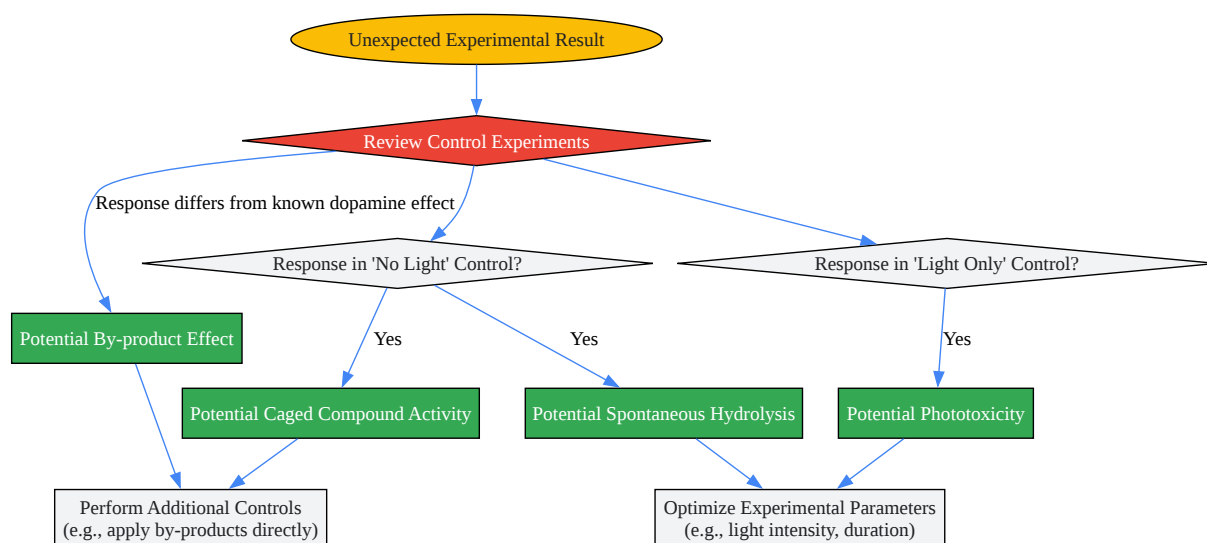 Unexpected Experimental Result
Review Control Experiments
Response differs from known dopamine effect
Response in 'No Light' Control?
Response in 'Light Only' Control?
Potential By-product Effect
Yes
Yes
Yes
Potential Caged Compound Activity
Potential Spontaneous Hydrolysis
Potential Phototoxicity
Perform Additional Controls
(e.g., apply by-products directly)
Optimize Experimental Parameters
(e.g., light intensity, duration)